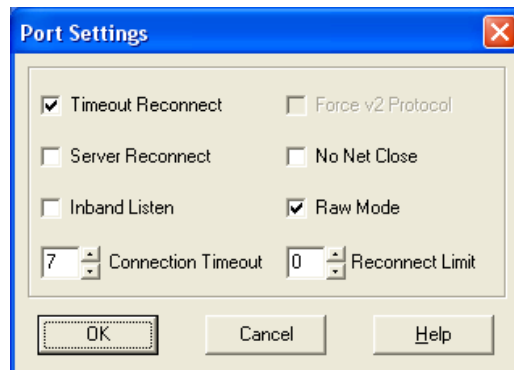 Port Settings
Timeout Reconnect
Force v2 Protocol
Server Reconnect
No Net Close
Inband Listen
Raw Mode
7 Connection Timeout
0 Reconnect Limit
OK
Cancel
Help